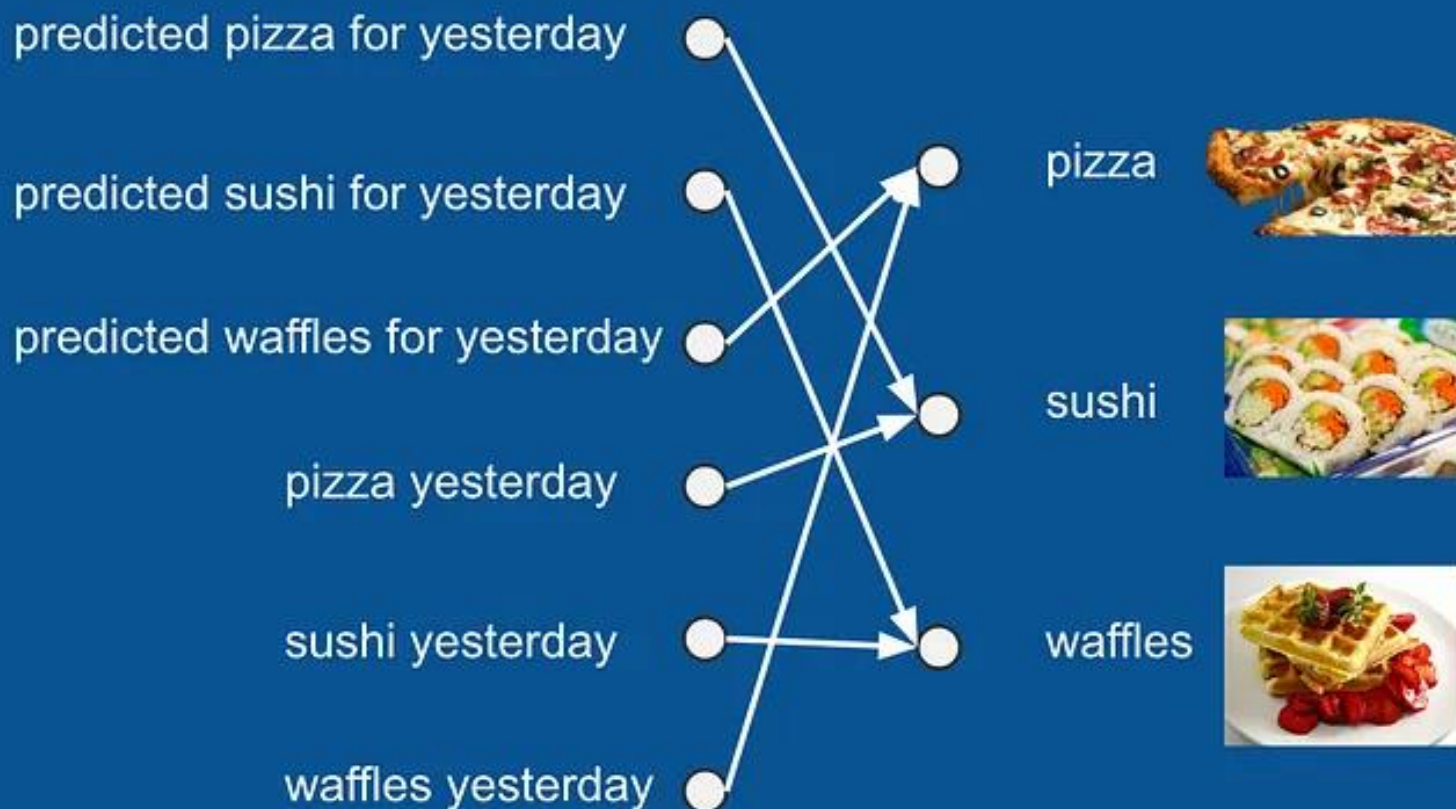 predicted pizza for yesterday
predicted sushi for yesterday
predicted waffles for yesterday
pizza yesterday
sushi yesterday
waffles yesterday
pizza
sushi
waffles